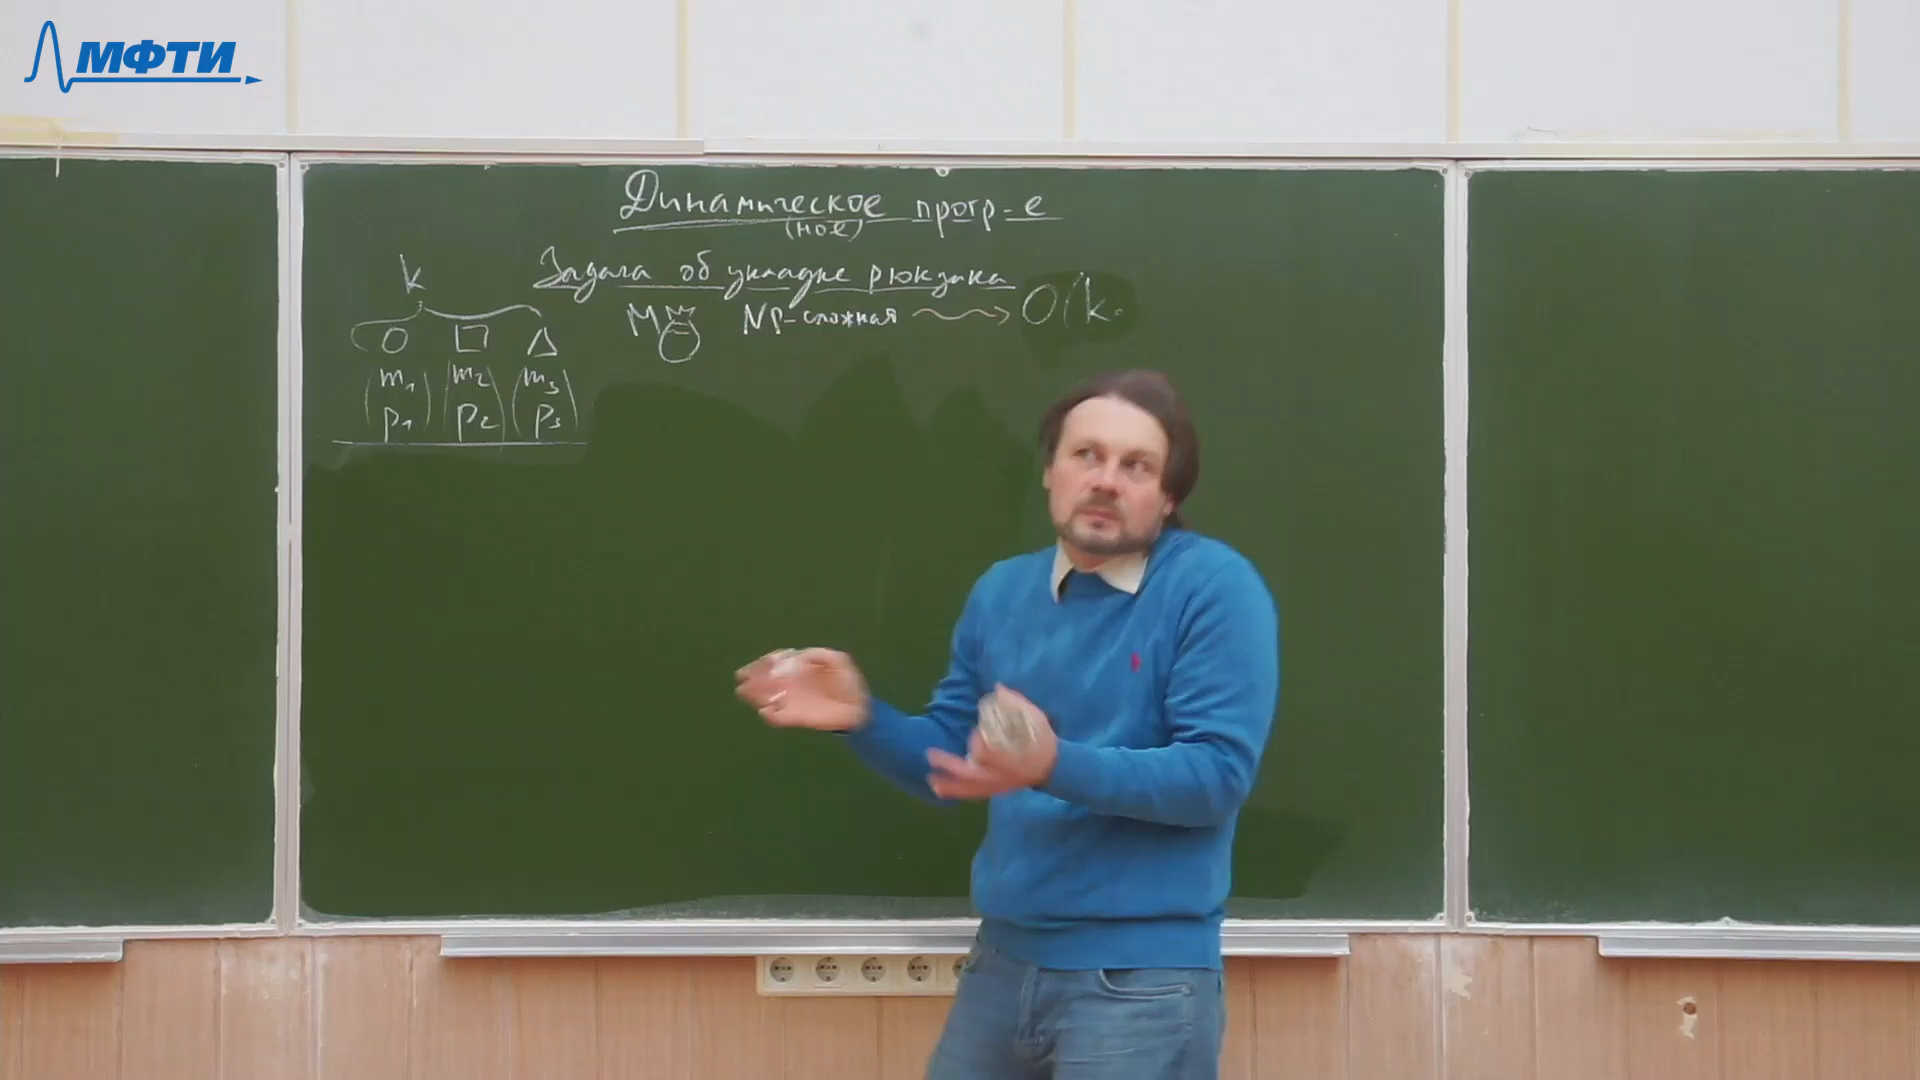 МФТИ
Динамическое прогр-е
(ное)
Задача об укладке рюкзака
k
M NP-сложная O(k.
m1 m2 m3
p1 p2 p3